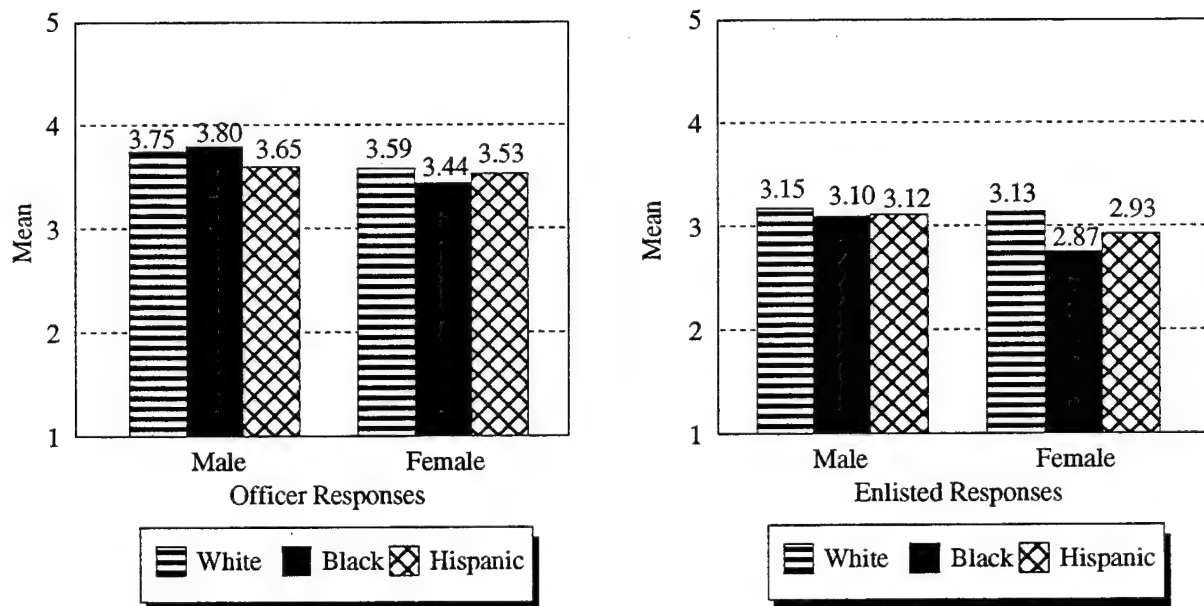 5
4
3
2
1
Mean
3.75 3.80 3.65
3.59 3.44 3.53
Male Female
Officer Responses
White Black Hispanic
5
4
3
2
1
Mean
3.15 3.10 3.12
3.13 2.87 2.93
Male Female
Enlisted Responses
White Black Hispanic